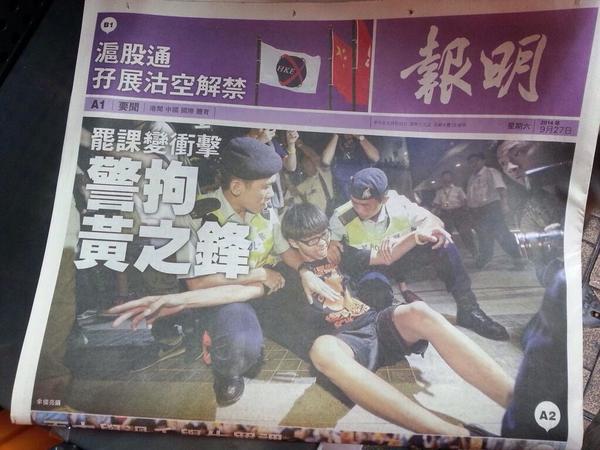 B1
滬股通
孖展沽空解禁
HKEX
報明
A1 要聞 港聞 中國 國際 體育
星期六
2014年
9月27日
罷課變衝擊
警拘
黃之鋒
A2